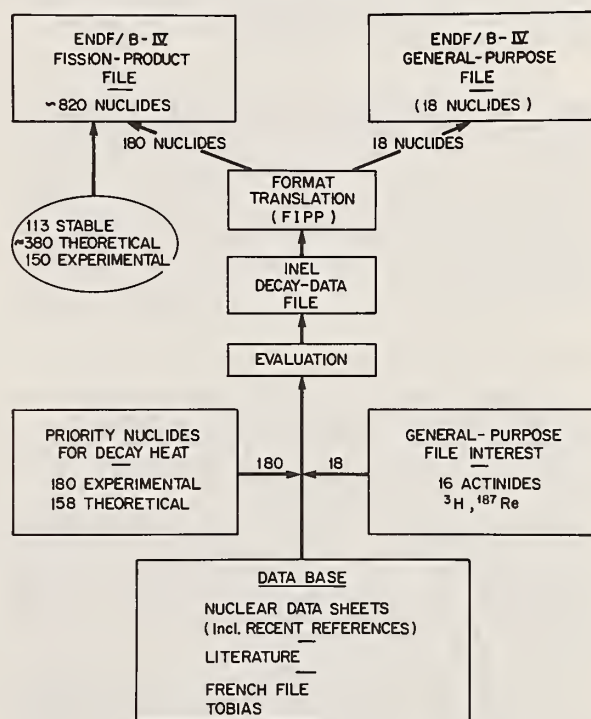 ENDF/B-IV
FISSION-PRODUCT
FILE
~820 NUCLIDES
ENDF/B-IV
GENERAL-PURPOSE
FILE
(18 NUCLIDES)
180 NUCLIDES
18 NUCLIDES
FORMAT
TRANSLATION
(FIPP)
113 STABLE
≈380 THEORETICAL
150 EXPERIMENTAL
INEL
DECAY-DATA
FILE
EVALUATION
PRIORITY NUCLIDES
FOR DECAY HEAT
180 EXPERIMENTAL
158 THEORETICAL
180
18
GENERAL-PURPOSE
FILE INTEREST
16 ACTINIDES
³H, ¹⁸⁷Re
DATA BASE
NUCLEAR DATA SHEETS
(Incl. RECENT REFERENCES)
LITERATURE
FRENCH FILE
TOBIAS